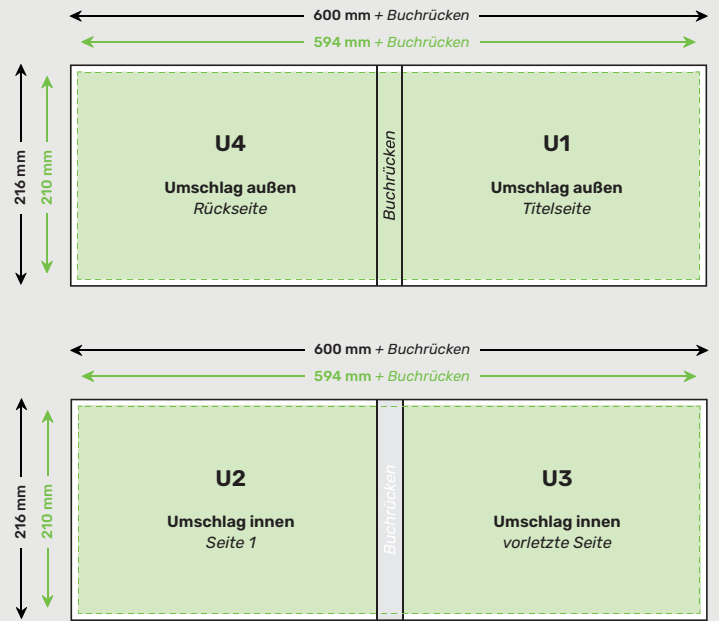 600 mm + Buchrücken
594 mm + Buchrücken
216 mm
210 mm
U4
Umschlag außen
Rückseite
Buchrücken
U1
Umschlag außen
Titelseite
600 mm + Buchrücken
594 mm + Buchrücken
216 mm
210 mm
U2
Umschlag innen
Seite 1
Buchrücken
U3
Umschlag innen
vorletzte Seite